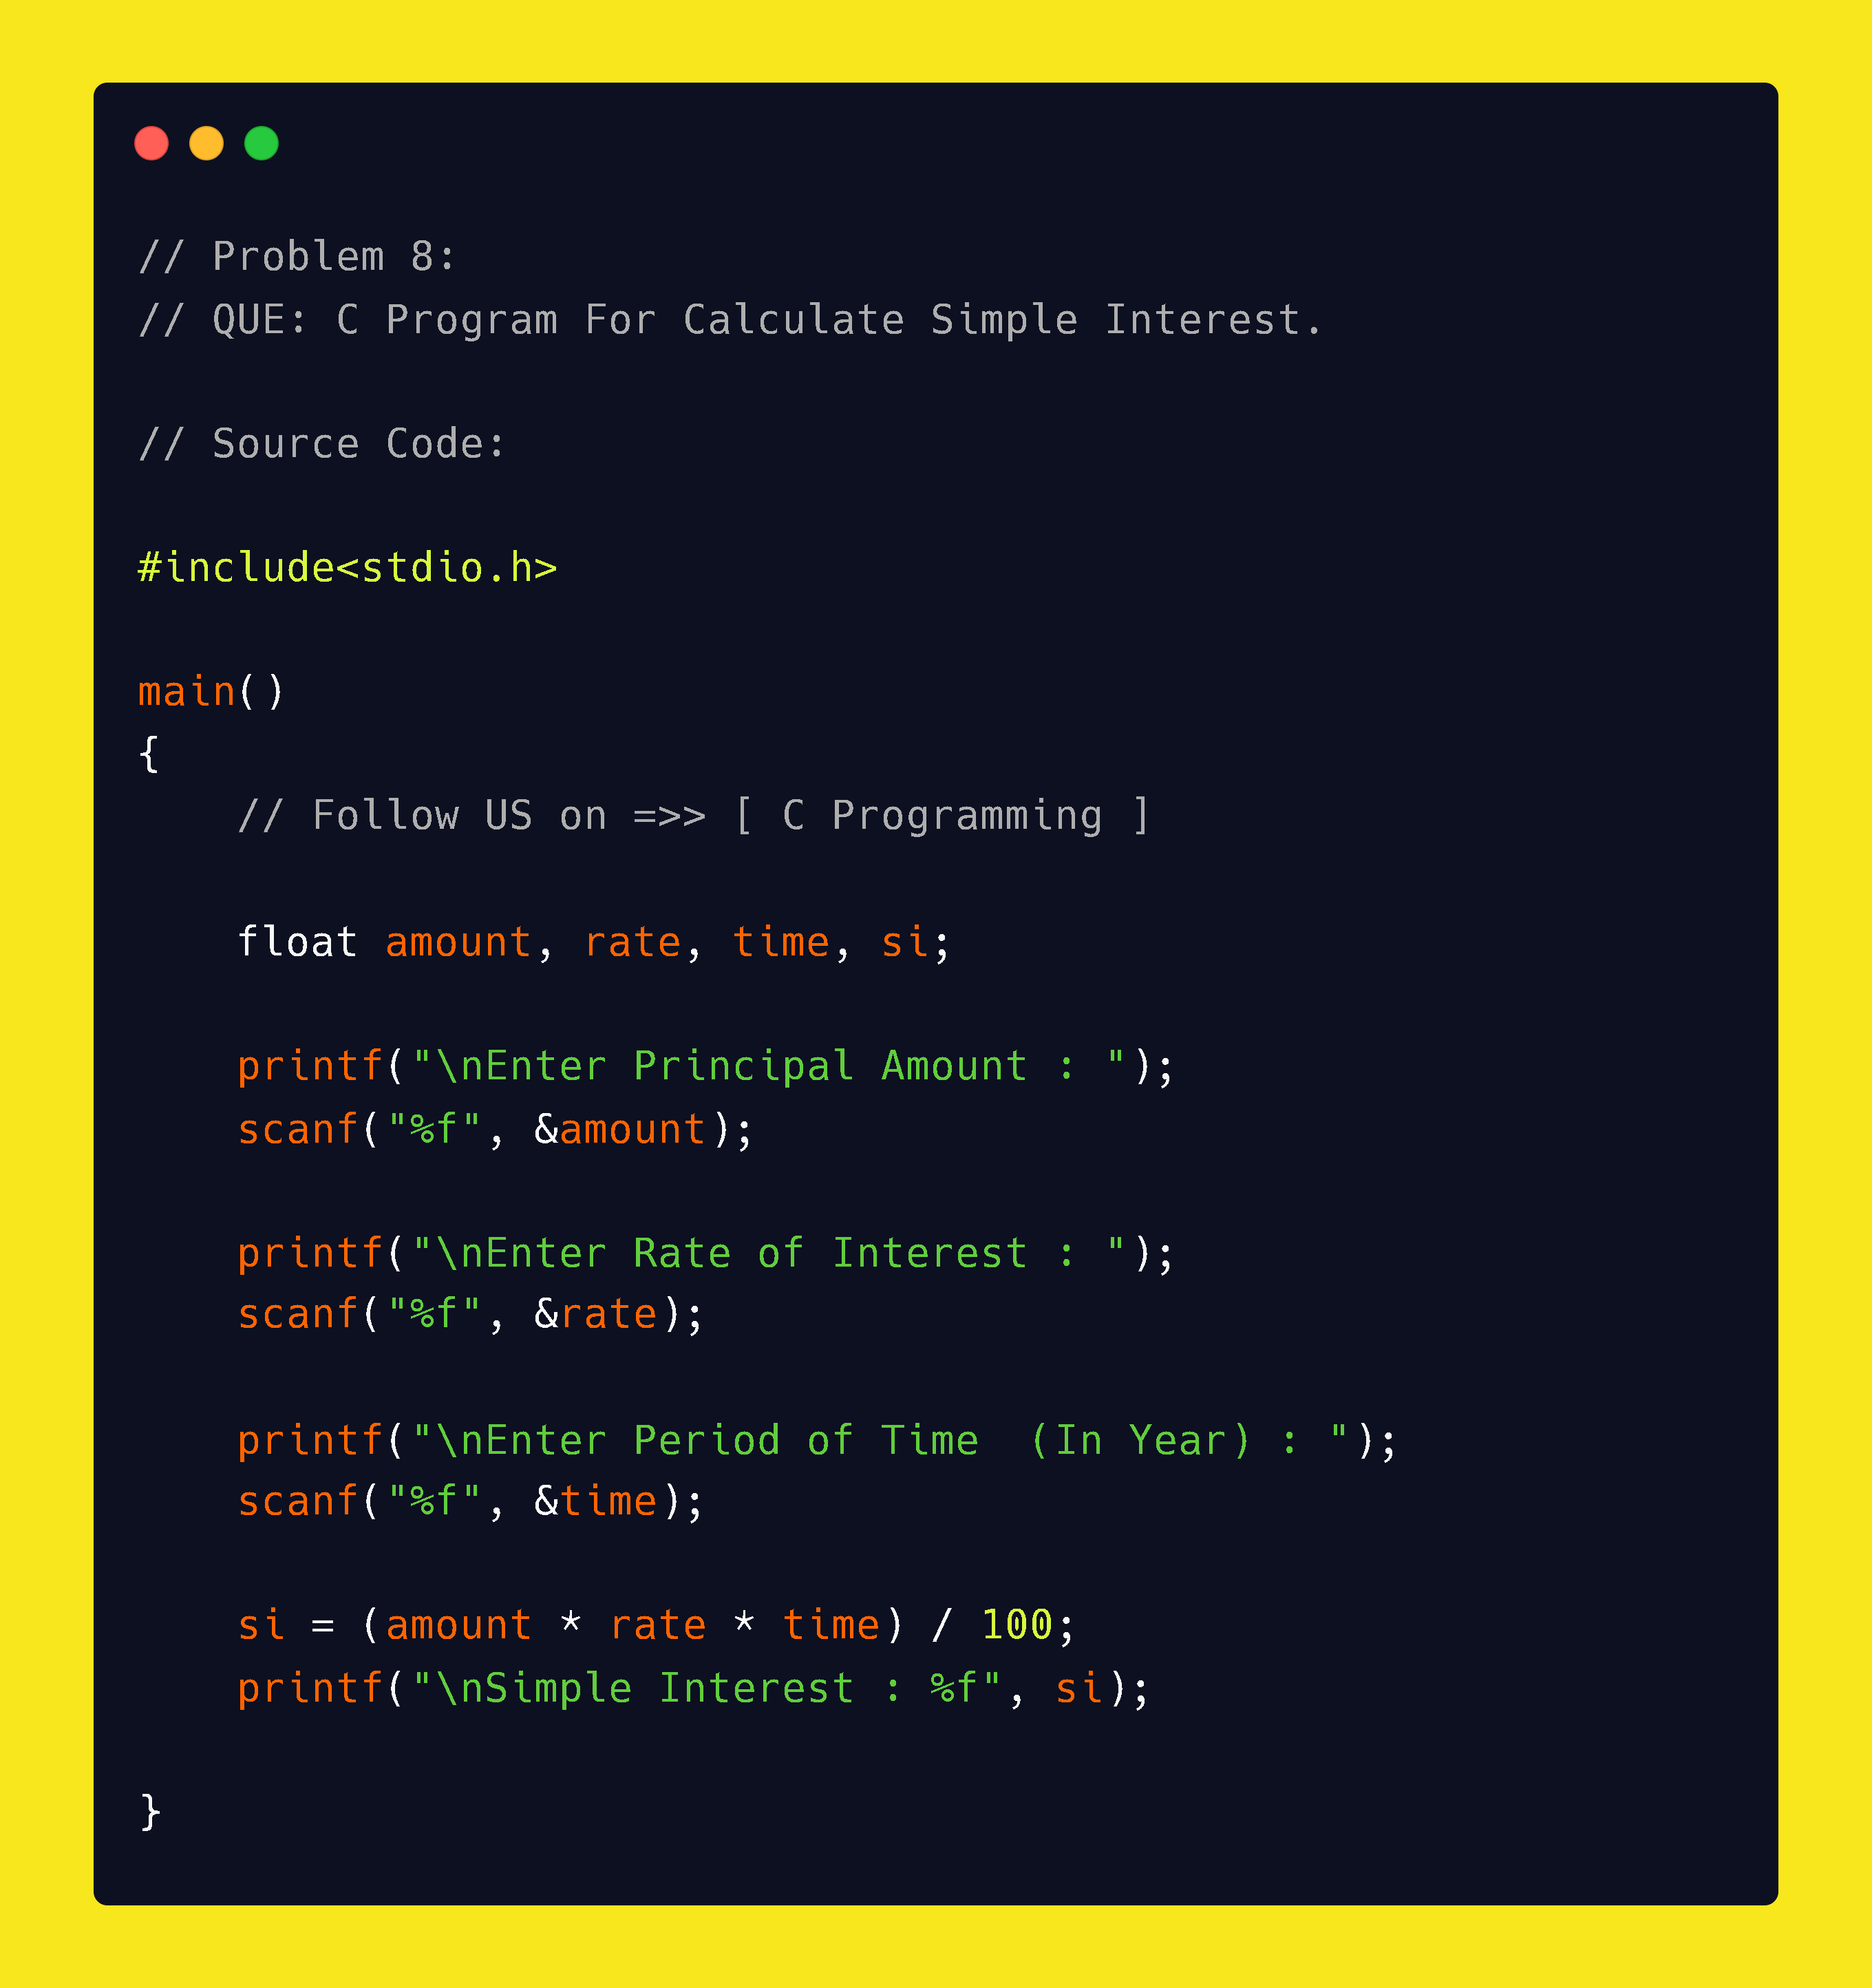 // Problem 8:
// QUE: C Program For Calculate Simple Interest.
// Source Code:
#include<stdio.h>
main()
{
    // Follow US on =>> [ C Programming ]
    float amount, rate, time, si;
    printf("\nEnter Principal Amount : ");
    scanf("%f", &amount);
    printf("\nEnter Rate of Interest : ");
    scanf("%f", &rate);
    printf("\nEnter Period of Time  (In Year) : ");
    scanf("%f", &time);
    si = (amount * rate * time) / 100;
    printf("\nSimple Interest : %f", si);
}